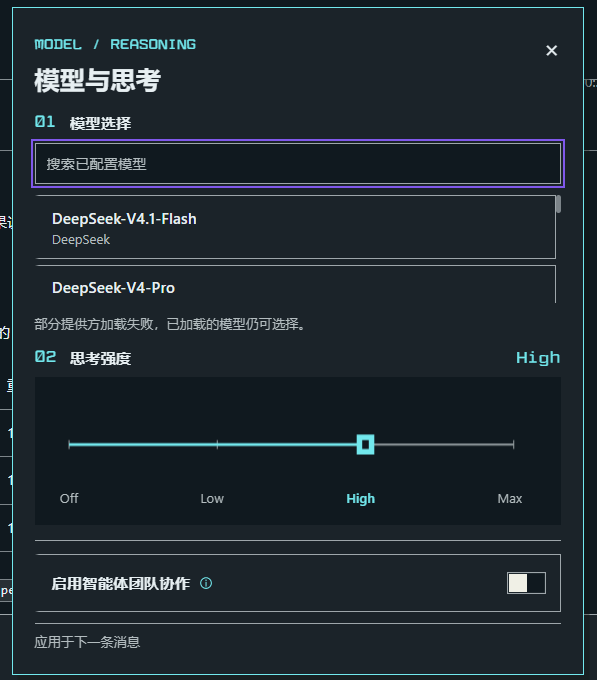 MODEL / REASONING
模型与思考
01 模型选择
搜索已配置模型
DeepSeek-V4.1-Flash
DeepSeek
DeepSeek-V4-Pro
部分提供方加载失败，已加载的模型仍可选择。
02 思考强度 High
Off Low High Max
启用智能体团队协作
应用于下一条消息